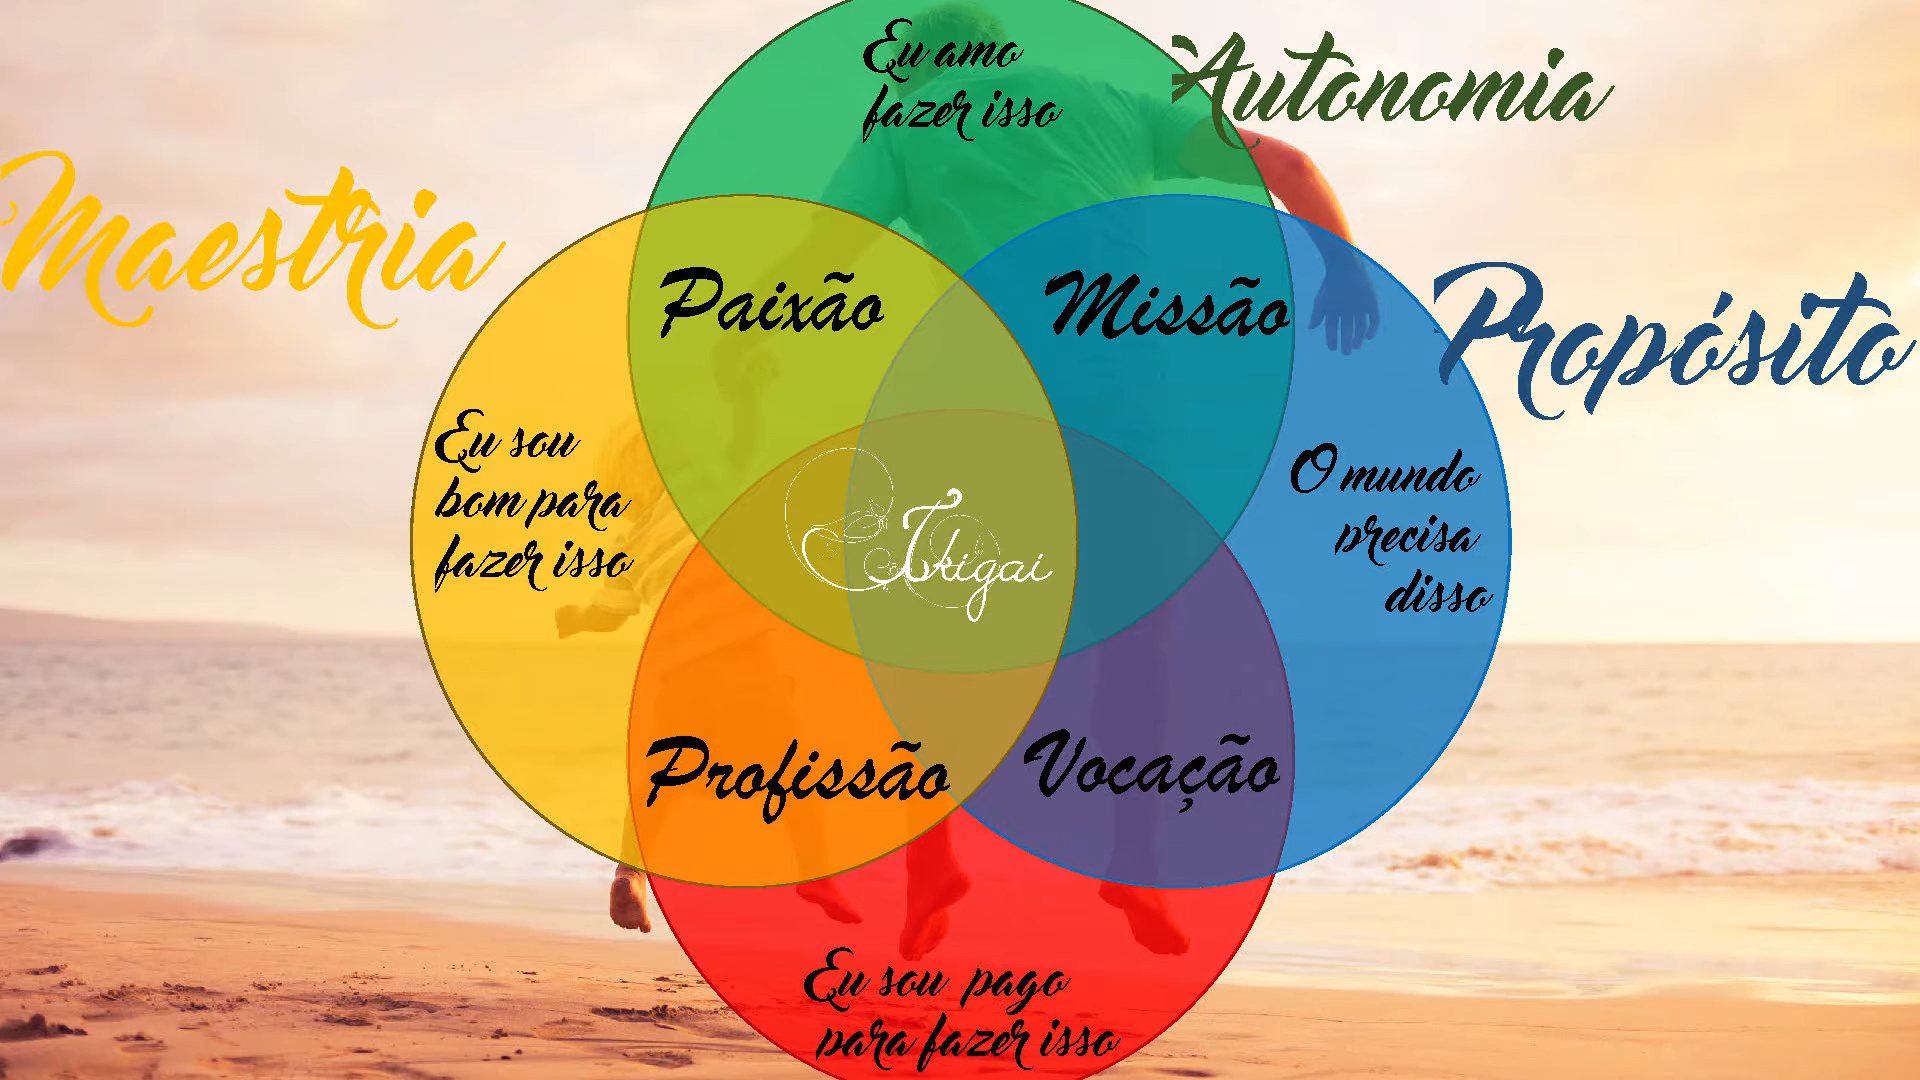 Eu amo
fazer isso
Autonomia
Maestria
Paixão
Missão
Propósito
Eu sou
bom para
fazer isso
O mundo
precisa
disso
Ikigai
Profissão
Vocação
Eu sou pago
para fazer isso